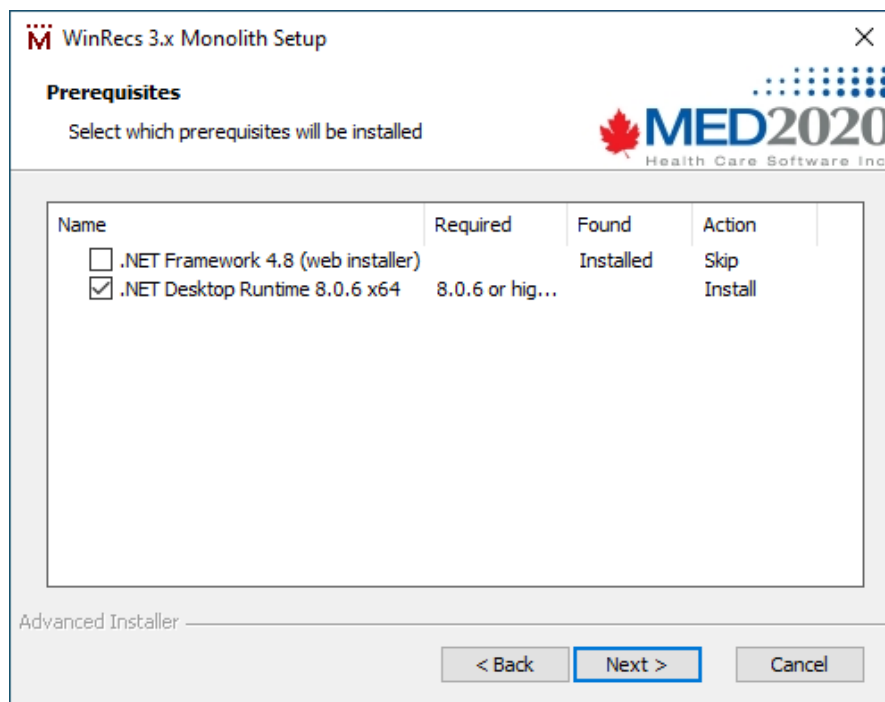 WinRecs 3.x Monolith Setup
Prerequisites
Select which prerequisites will be installed
MED2020
Health Care Software Inc
Name Required Found Action
.NET Framework 4.8 (web installer) Installed Skip
.NET Desktop Runtime 8.0.6 x64 8.0.6 or hig... Install
Advanced Installer
< Back Next > Cancel